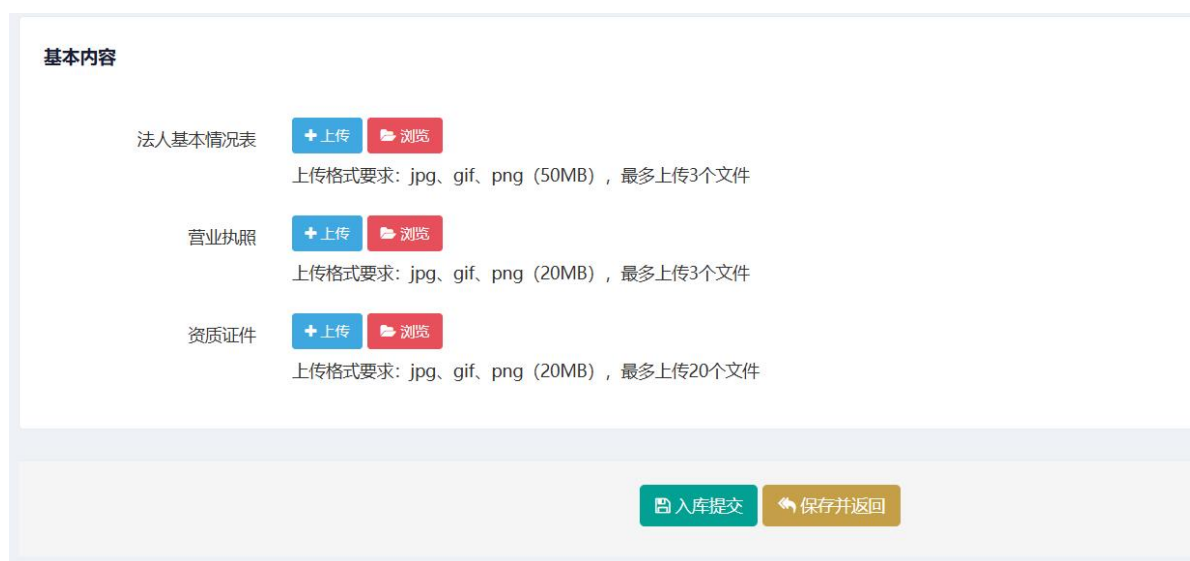 基本内容
法人基本情况表 上传 浏览
上传格式要求：jpg、gif、png（50MB），最多上传3个文件
营业执照 上传 浏览
上传格式要求：jpg、gif、png（20MB），最多上传3个文件
资质证件 上传 浏览
上传格式要求：jpg、gif、png（20MB），最多上传20个文件
入库提交 保存并返回